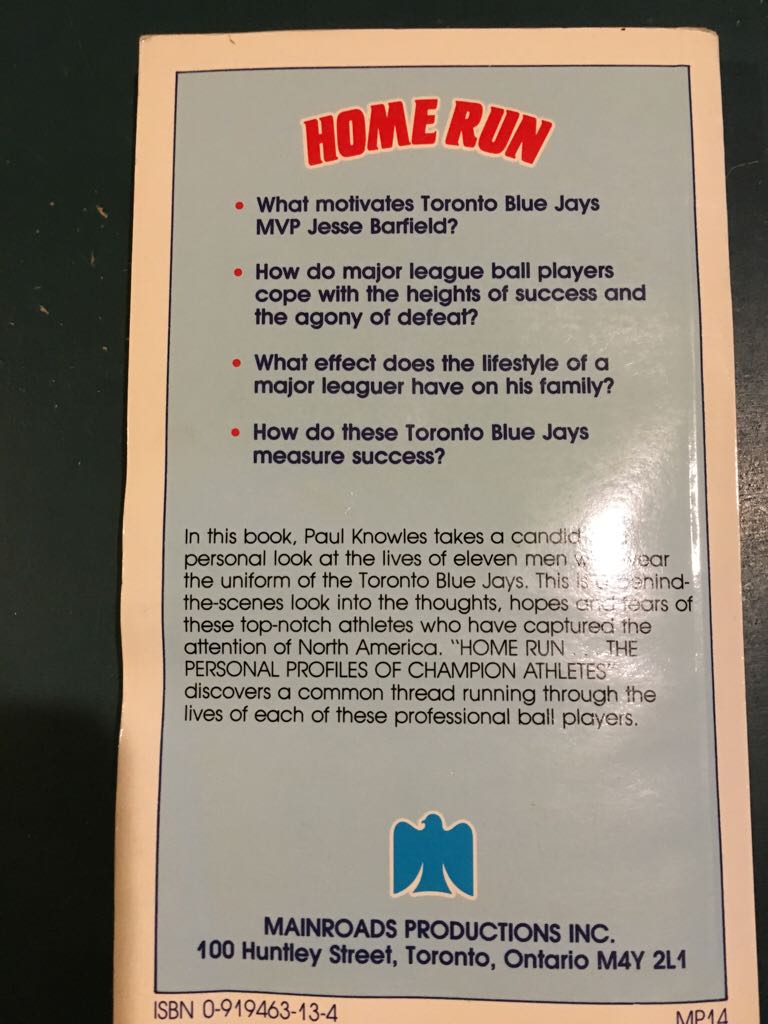 HOME RUN
• What motivates Toronto Blue Jays
MVP Jesse Barfield?
• How do major league ball players
cope with the heights of success and
the agony of defeat?
• What effect does the lifestyle of a
major leaguer have on his family?
• How do these Toronto Blue Jays
measure success?
In this book, Paul Knowles takes a candid
personal look at the lives of eleven men
the uniform of the Toronto Blue Jays. This is a behind-
the-scenes look into the thoughts, hopes and fears of
these top-notch athletes who have captured the
attention of North America. "HOME RUN . . . THE
PERSONAL PROFILES OF CHAMPION ATHLETES"
discovers a common thread running through the
lives of each of these professional ball players.
MAINROADS PRODUCTIONS INC.
100 Huntley Street, Toronto, Ontario M4Y 2L1
ISBN 0-919463-13-4
MP14